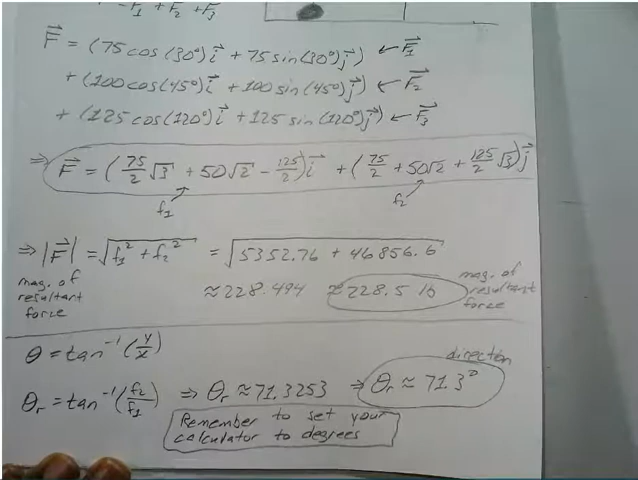 F₁ + F₂ + F₃
F⃗ = (75 cos (30°) i⃗ + 75 sin (30°) j⃗) ← F⃗₁
+ (100 cos(45°) i⃗ + 100 sin(45°) j⃗) ← F⃗₂
+ (125 cos(120°) i⃗ + 125 sin(120°) j⃗) ← F⃗₃
⇒ F⃗ = (75/2 √3 + 50√2 - 125/2) i⃗ + (75/2 + 50√2 + 125/2 √3) j⃗
f₁ f₂
⇒ |F⃗| = √(f₁² + f₂²) = √(5352.76 + 46856.6)
mag. of resultant force ≈ 228.494 ≈ 228.5 lb mag. of resultant force
θ = tan⁻¹ (y/x)
direction
θᵣ = tan⁻¹ (f₂/f₁) ⇒ θᵣ ≈ 71.3253 ⇒ θᵣ ≈ 71.3°
Remember to set your
calculator to degrees